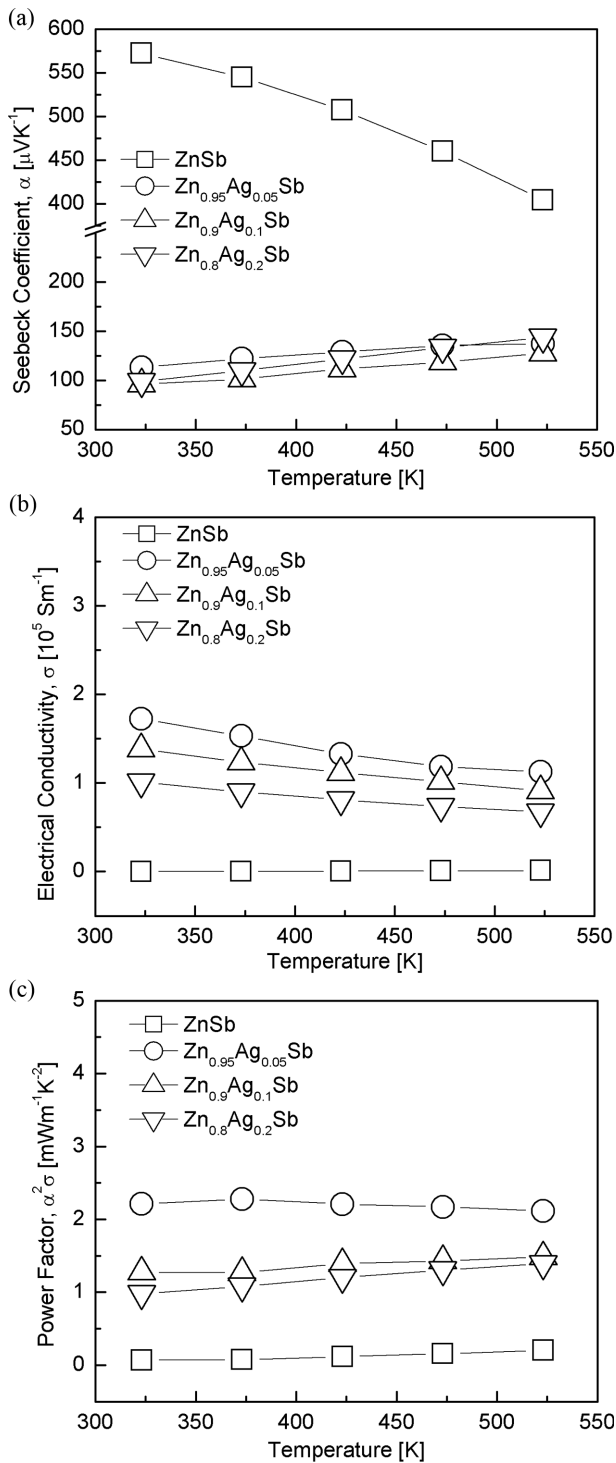 (a)
600
550
500
450
400
200
150
100
50
Seebeck Coefficient, α [μVK⁻¹]
ZnSb
Zn₀.₉₅Ag₀.₀₅Sb
Zn₀.₉Ag₀.₁Sb
Zn₀.₈Ag₀.₂Sb
300 350 400 450 500 550
Temperature [K]
(b)
4
3
2
1
0
Electrical Conductivity, σ [10⁵ Sm⁻¹]
ZnSb
Zn₀.₉₅Ag₀.₀₅Sb
Zn₀.₉Ag₀.₁Sb
Zn₀.₈Ag₀.₂Sb
300 350 400 450 500 550
Temperature [K]
(c)
5
4
3
2
1
0
Power Factor, α²σ [mWm⁻¹K⁻²]
ZnSb
Zn₀.₉₅Ag₀.₀₅Sb
Zn₀.₉Ag₀.₁Sb
Zn₀.₈Ag₀.₂Sb
300 350 400 450 500 550
Temperature [K]